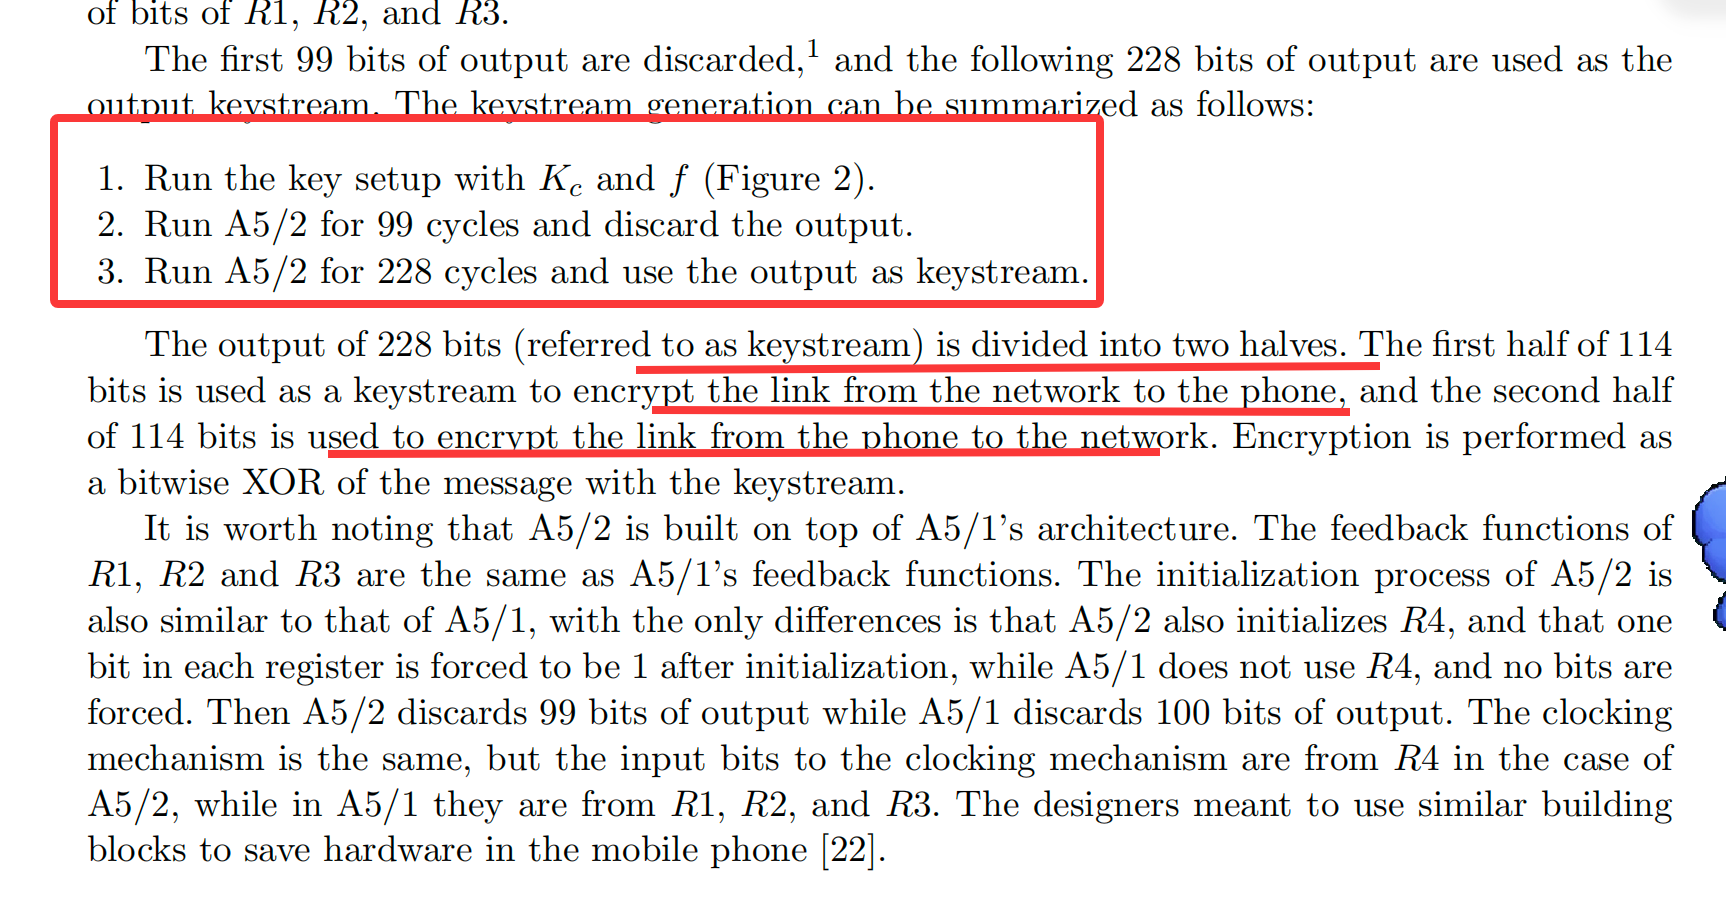 of bits of R1, R2, and R3.
The first 99 bits of output are discarded,¹ and the following 228 bits of output are used as the
output keystream. The keystream generation can be summarized as follows:
1. Run the key setup with Kc and f (Figure 2).
2. Run A5/2 for 99 cycles and discard the output.
3. Run A5/2 for 228 cycles and use the output as keystream.
The output of 228 bits (referred to as keystream) is divided into two halves. The first half of 114
bits is used as a keystream to encrypt the link from the network to the phone, and the second half
of 114 bits is used to encrypt the link from the phone to the network. Encryption is performed as
a bitwise XOR of the message with the keystream.
It is worth noting that A5/2 is built on top of A5/1's architecture. The feedback functions of
R1, R2 and R3 are the same as A5/1's feedback functions. The initialization process of A5/2 is
also similar to that of A5/1, with the only differences is that A5/2 also initializes R4, and that one
bit in each register is forced to be 1 after initialization, while A5/1 does not use R4, and no bits are
forced. Then A5/2 discards 99 bits of output while A5/1 discards 100 bits of output. The clocking
mechanism is the same, but the input bits to the clocking mechanism are from R4 in the case of
A5/2, while in A5/1 they are from R1, R2, and R3. The designers meant to use similar building
blocks to save hardware in the mobile phone [22].